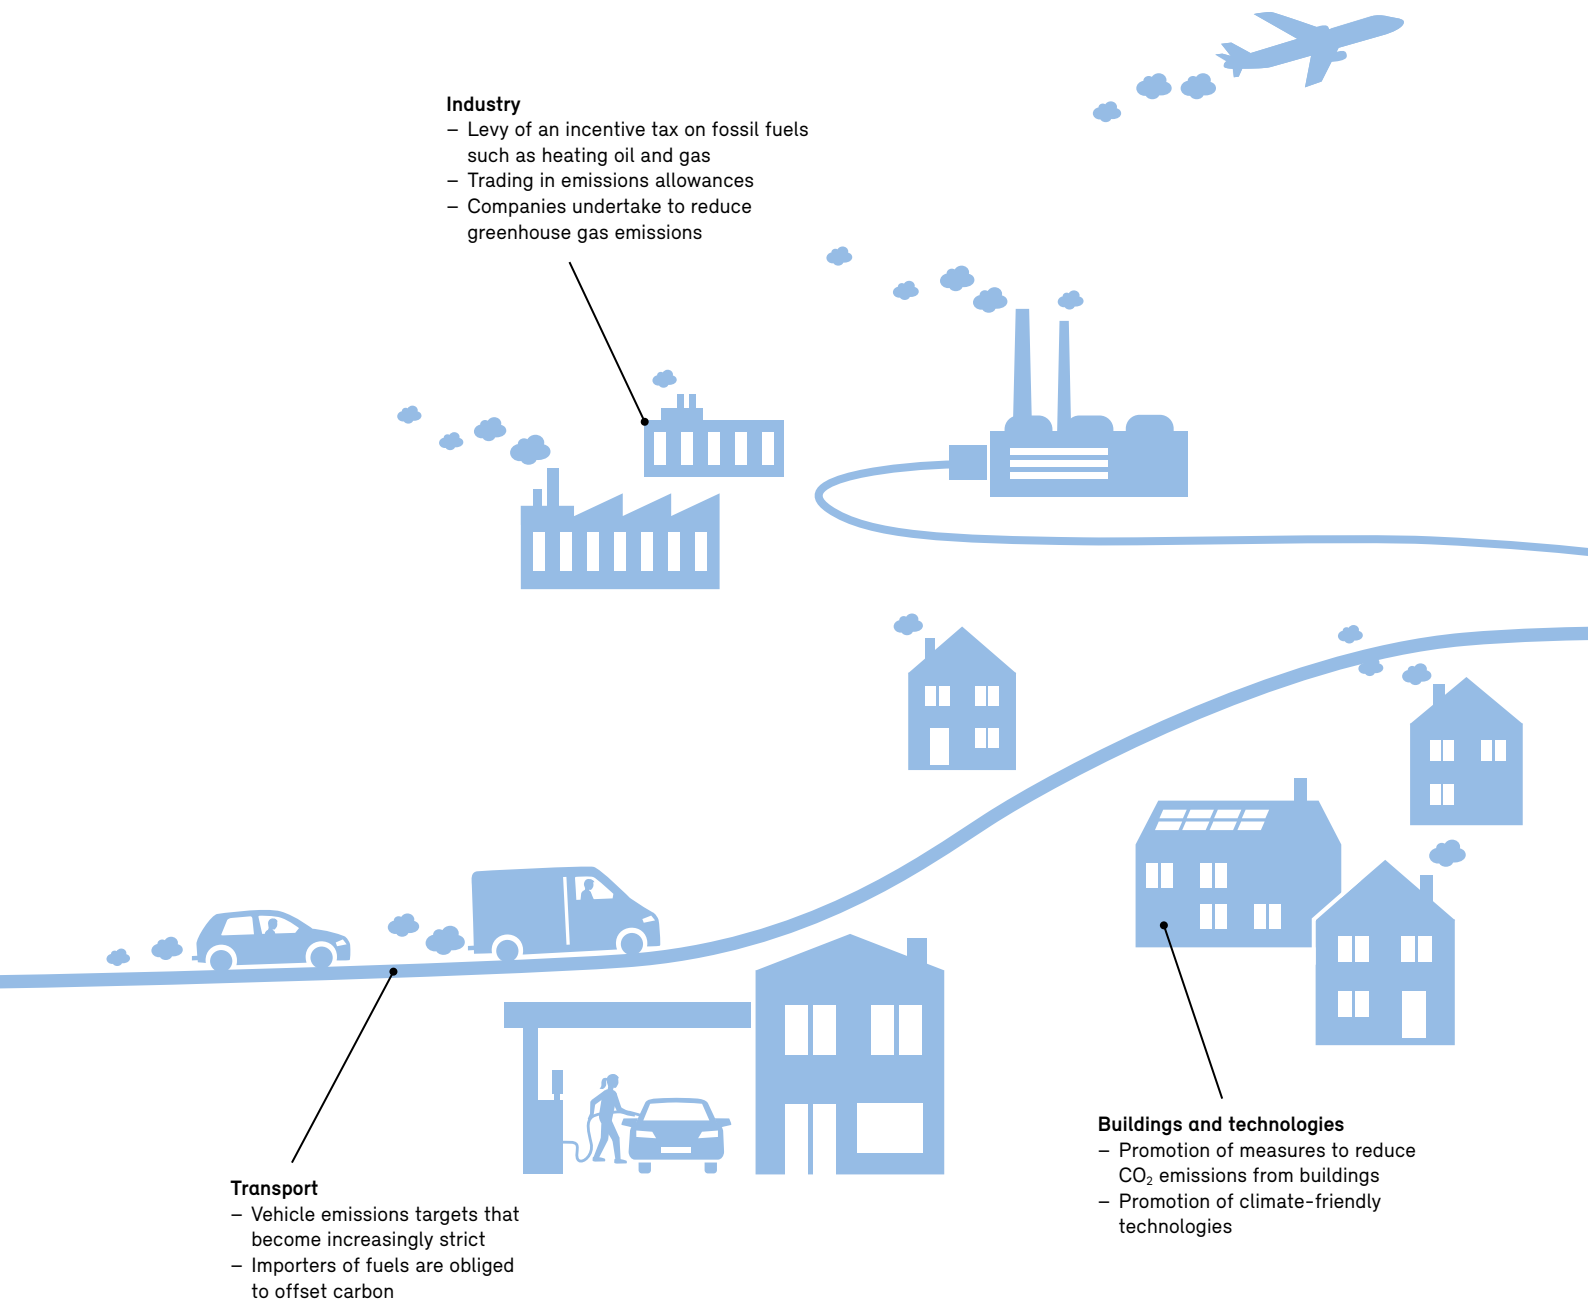 Industry
– Levy of an incentive tax on fossil fuels
such as heating oil and gas
– Trading in emissions allowances
– Companies undertake to reduce
greenhouse gas emissions
Transport
– Vehicle emissions targets that
become increasingly strict
– Importers of fuels are obliged
to offset carbon
Buildings and technologies
– Promotion of measures to reduce
CO₂ emissions from buildings
– Promotion of climate-friendly
technologies